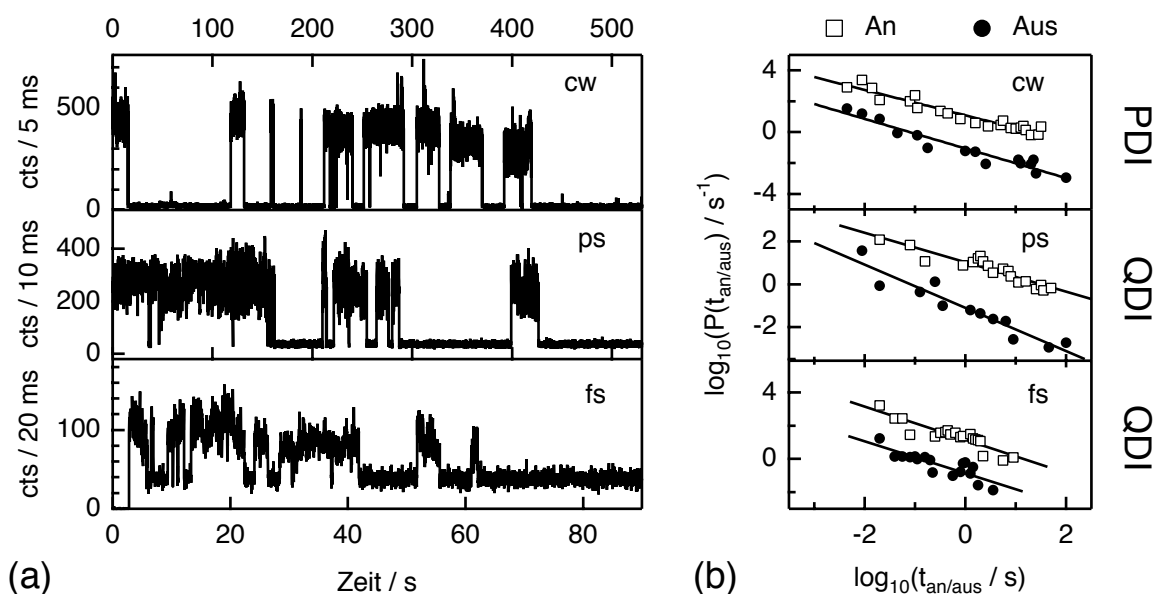 0 100 200 300 400 500
□ An ● Aus
cts / 5 ms
500
0
cw
4
0
-4
cw
PDI
cts / 10 ms
400
200
0
ps
log10(P(tan/aus) / s-1)
2
0
-2
ps
QDI
cts / 20 ms
100
0
fs
4
0
fs
QDI
0 20 40 60 80
-2 0 2
(a) Zeit / s
(b) log10(tan/aus / s)